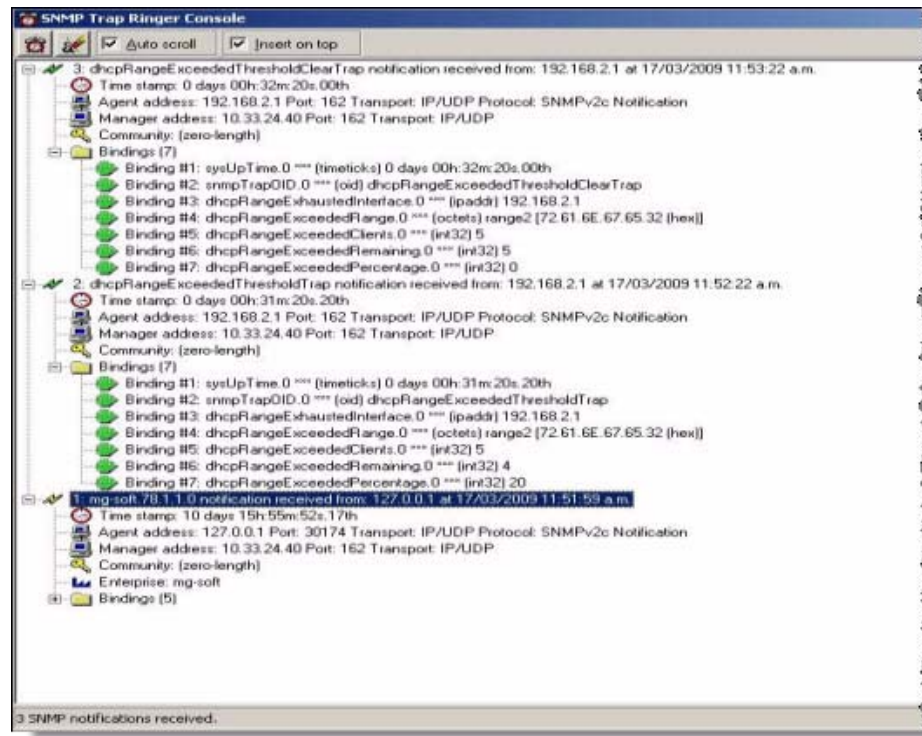 SNMP Trap Ringer Console
Auto scroll Insert on top
3: dhcpRangeExceededThresholdClearTrap notification received from: 192.168.2.1 at 17/03/2009 11:53:22 a.m.
Time stamp: 0 days 00h:32m:20s.00th
Agent address: 192.168.2.1 Port: 162 Transport: IP/UDP Protocol: SNMPv2c Notification
Manager address: 10.33.24.40 Port: 162 Transport: IP/UDP
Community: (zero-length)
Bindings (7)
Binding #1: sysUpTime.0 *** (timeticks) 0 days 00h:32m:20s.00th
Binding #2: snmpTrapOID.0 *** (oid) dhcpRangeExceededThresholdClearTrap
Binding #3: dhcpRangeExhaustedInterface.0 *** (ipaddr) 192.168.2.1
Binding #4: dhcpRangeExceededRange.0 *** (octets) range2 [72.61.6E.67.65.32 (hex)]
Binding #5: dhcpRangeExceededClients.0 *** (int32) 5
Binding #6: dhcpRangeExceededRemaining.0 *** (int32) 5
Binding #7: dhcpRangeExceededPercentage.0 *** (int32) 0
2: dhcpRangeExceededThresholdTrap notification received from: 192.168.2.1 at 17/03/2009 11:52:22 a.m.
Time stamp: 0 days 00h:31m:20s.20th
Agent address: 192.168.2.1 Port: 162 Transport: IP/UDP Protocol: SNMPv2c Notification
Manager address: 10.33.24.40 Port: 162 Transport: IP/UDP
Community: (zero-length)
Bindings (7)
Binding #1: sysUpTime.0 *** (timeticks) 0 days 00h:31m:20s.20th
Binding #2: snmpTrapOID.0 *** (oid) dhcpRangeExceededThresholdTrap
Binding #3: dhcpRangeExhaustedInterface.0 *** (ipaddr) 192.168.2.1
Binding #4: dhcpRangeExceededRange.0 *** (octets) range2 [72.61.6E.67.65.32 (hex)]
Binding #5: dhcpRangeExceededClients.0 *** (int32) 5
Binding #6: dhcpRangeExceededRemaining.0 *** (int32) 4
Binding #7: dhcpRangeExceededPercentage.0 *** (int32) 20
1: mg-soft.78.1.1.0 notification received from: 127.0.0.1 at 17/03/2009 11:51:59 a.m.
Time stamp: 10 days 15h:55m:52s.17th
Agent address: 127.0.0.1 Port: 30174 Transport: IP/UDP Protocol: SNMPv2c Notification
Manager address: 10.33.24.40 Port: 162 Transport: IP/UDP
Community: (zero-length)
Enterprise: mg-soft
Bindings (5)
3 SNMP notifications received.